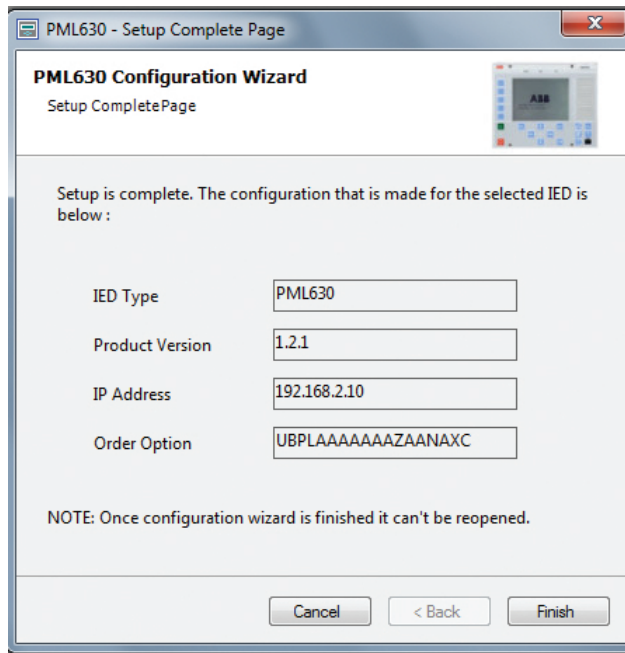 PML630 - Setup Complete Page
PML630 Configuration Wizard
Setup CompletePage
ABB
Setup is complete. The configuration that is made for the selected IED is
below :
IED Type
PML630
Product Version
1.2.1
IP Address
192.168.2.10
Order Option
UBPLAAAAAAAZAANAXC
NOTE: Once configuration wizard is finished it can't be reopened.
Cancel
< Back
Finish